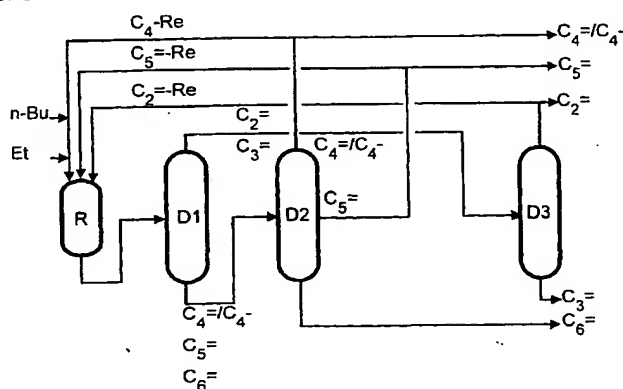 C₄-Re
C₄=/C₄-
C₅=-Re
C₅=
C₂=-Re
C₂=
n-Bu
C₂=
C₃=
C₄=/C₄-
Et
R
D1
D2
C₅=
D3
C₃=
C₄=/C₄-
C₆=
C₅=
C₆=